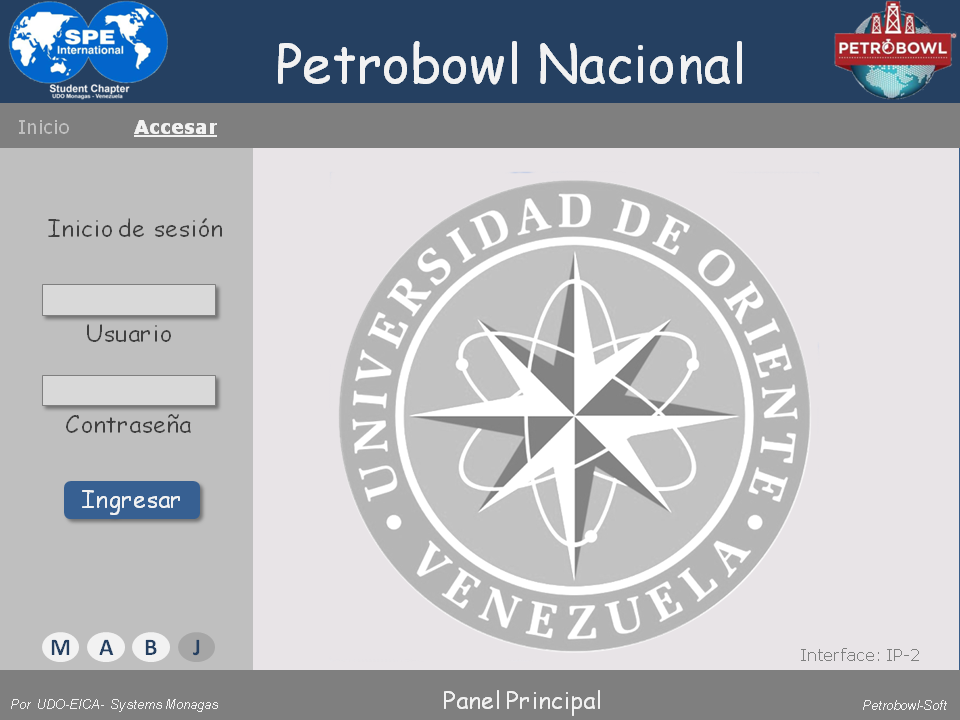 SPE
International
Student Chapter
UDO Monagas - Venezuela
Petrobowl Nacional
PETROBOWL
Inicio
Accesar
Inicio de sesión
Usuario
Contraseña
Ingresar
M A B J
UNIVERSIDAD DE ORIENTE
VENEZUELA
Interface: IP-2
Por UDO-EICA- Systems Monagas
Panel Principal
Petrobowl-Soft